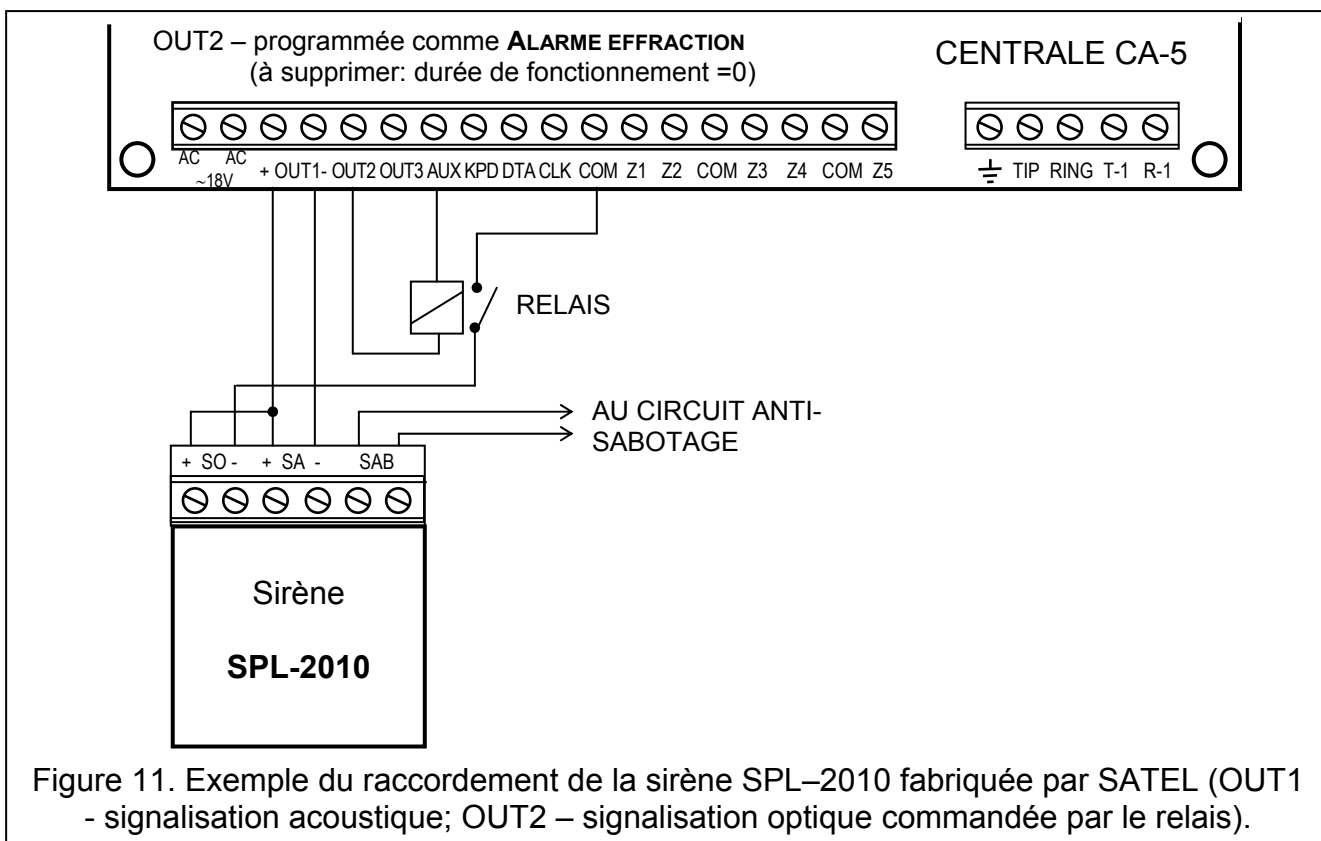 OUT2 – programmée comme ALARME EFFRACTION
(à supprimer: durée de fonctionnement =0)
CENTRALE CA-5
AC AC + OUT1- OUT2 OUT3 AUX KPD DTA CLK COM Z1 Z2 COM Z3 Z4 COM Z5
~18V
TIP RING T-1 R-1
RELAIS
AU CIRCUIT ANTI-
SABOTAGE
+ SO - + SA - SAB
Sirène
SPL-2010
Figure 11. Exemple du raccordement de la sirène SPL–2010 fabriquée par SATEL (OUT1
- signalisation acoustique; OUT2 – signalisation optique commandée par le relais).